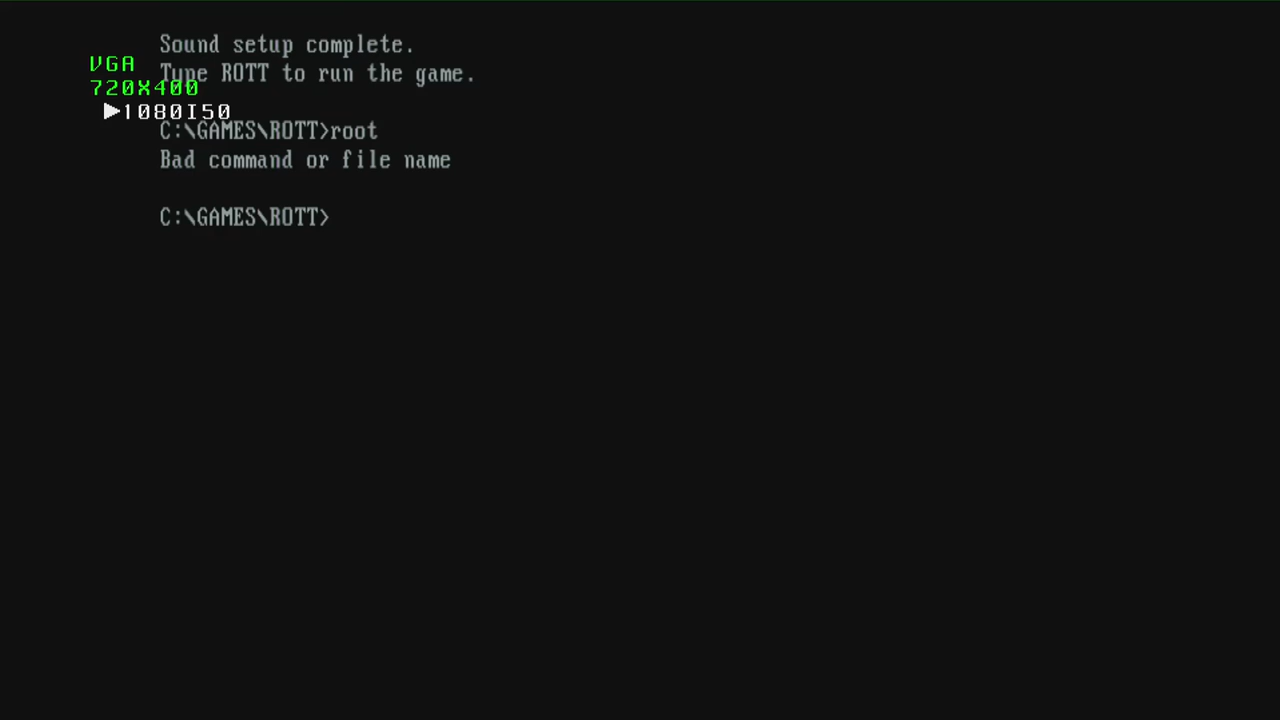 Sound setup complete.
VGA
Type ROTT to run the game.
720X400
▶1080I50
C:\GAMES\ROTT>root
Bad command or file name
C:\GAMES\ROTT>